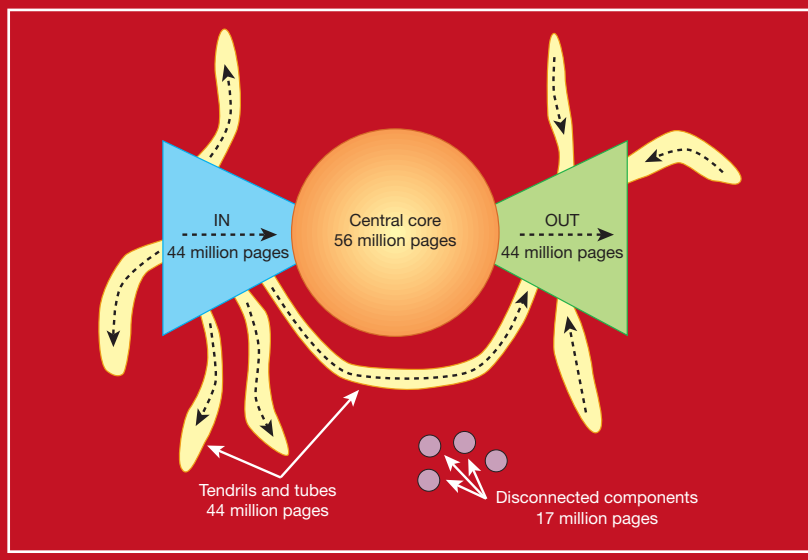 IN
44 million pages
Central core
56 million pages
OUT
44 million pages
Tendrils and tubes
44 million pages
Disconnected components
17 million pages